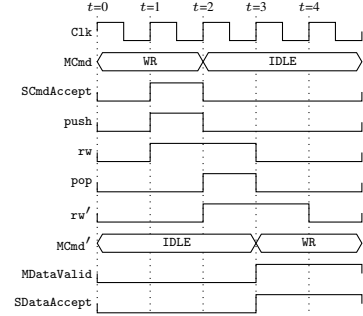 t=0 t=1 t=2 t=3 t=4
Clk
MCmd WR IDLE
SCmdAccept
push
rw
pop
rw′
MCmd′ IDLE WR
MDataValid
SDataAccept